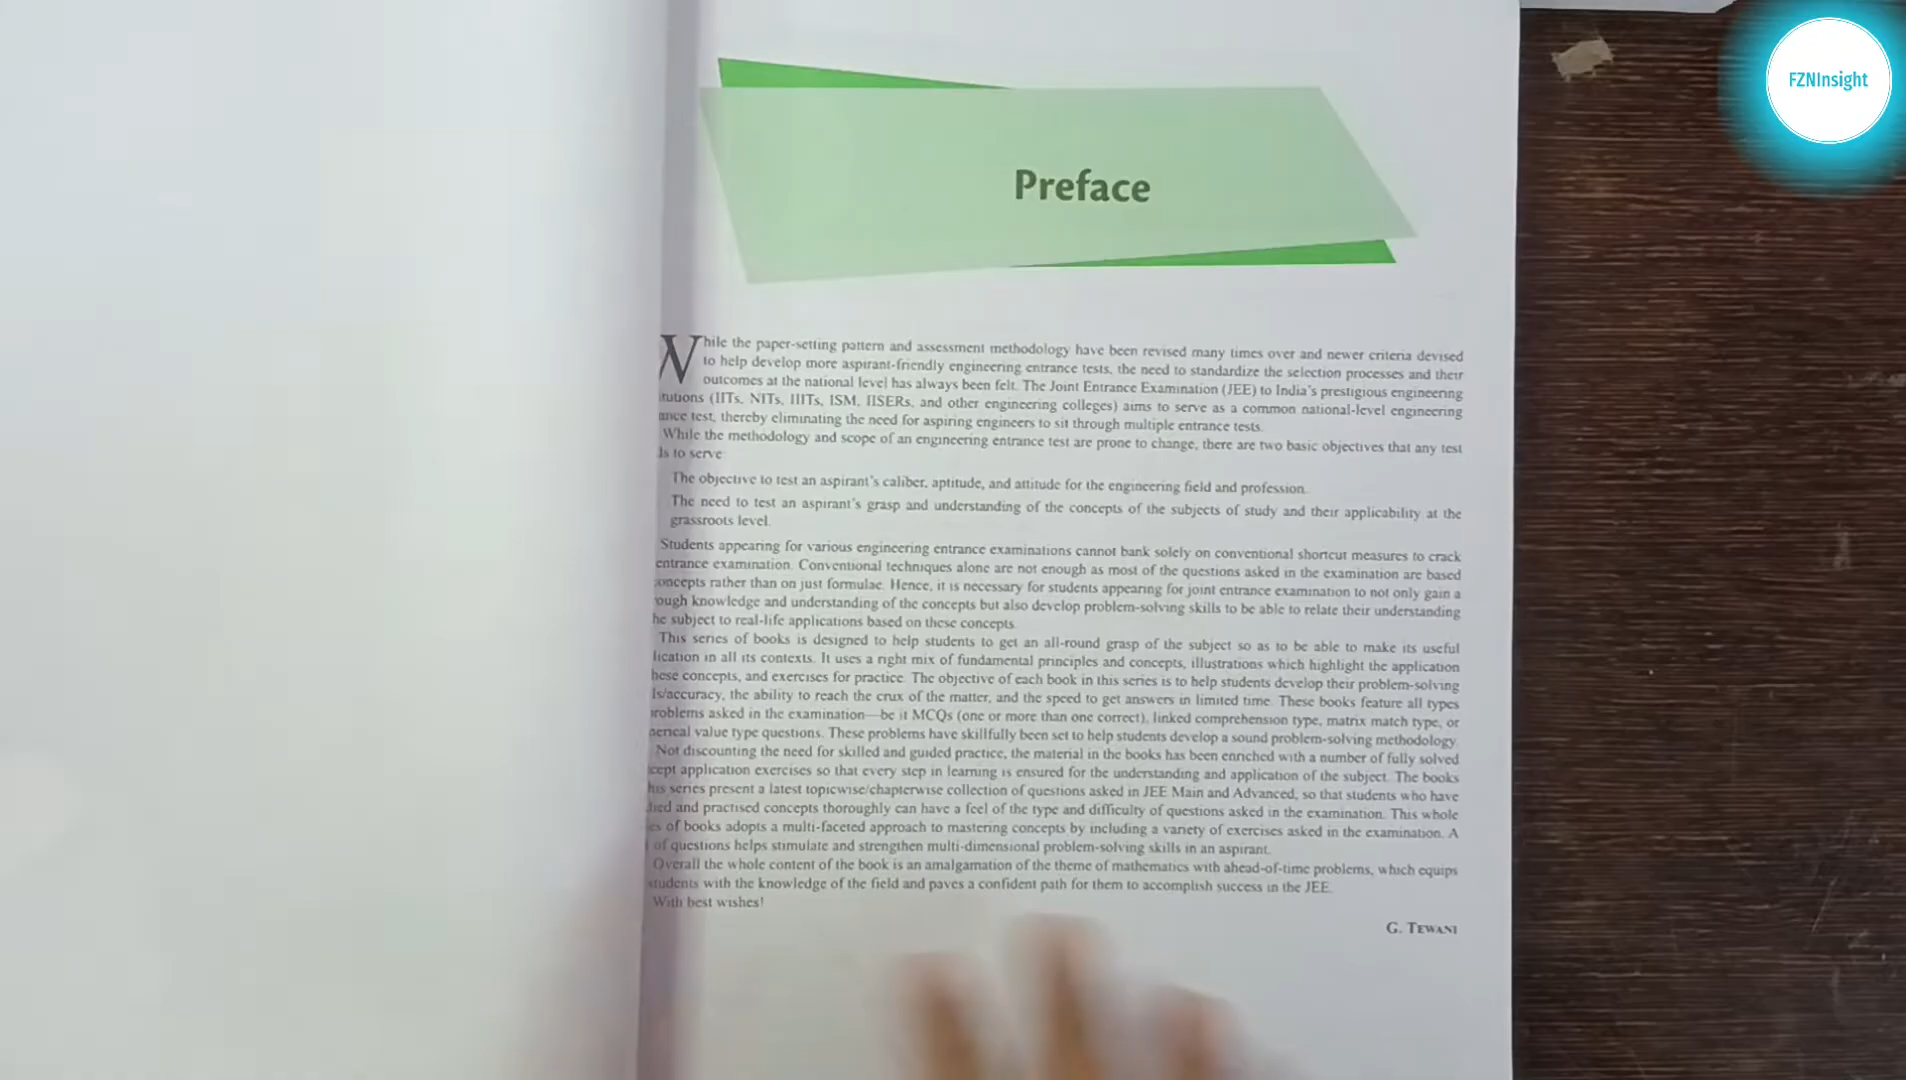 FZNInsight
Preface
While the paper-setting pattern and assessment methodology have been revised many times over and newer criteria devised
to help develop more aspirant-friendly engineering entrance tests, the need to standardize the selection processes and their
outcomes at the national level has always been felt. The Joint Entrance Examination (JEE) to India's prestigious engineering
(IITs, NITs, IIITs, ISM, IISERs, and other engineering colleges) aims to serve as a common national-level engineering
test, thereby eliminating the need for aspiring engineers to sit through multiple entrance tests.
While the methodology and scope of an engineering entrance test are prone to change, there are two basic objectives that any test
to serve
The objective to test an aspirant's caliber, aptitude, and attitude for the engineering field and profession.
The need to test an aspirant's grasp and understanding of the concepts of the subjects of study and their applicability at the
grassroots level.
Students appearing for various engineering entrance examinations cannot bank solely on conventional shortcut measures to crack
entrance examination. Conventional techniques alone are not enough as most of the questions asked in the examination are based
concepts rather than on just formulae. Hence, it is necessary for students appearing for joint entrance examination to not only gain a
knowledge and understanding of the concepts but also develop problem-solving skills to be able to relate their understanding
he subject to real-life applications based on these concepts.
This series of books is designed to help students to get an all-round grasp of the subject so as to be able to make its useful
lication in all its contexts. It uses a right mix of fundamental principles and concepts, illustrations which highlight the application
hese concepts, and exercises for practice. The objective of each book in this series is to help students develop their problem-solving
ls/accuracy, the ability to reach the crux of the matter, and the speed to get answers in limited time. These books feature all types
roblems asked in the examination—be it MCQs (one or more than one correct), linked comprehension type, matrix match type, or
nerical value type questions. These problems have skillfully been set to help students develop a sound problem-solving methodology.
Not discounting the need for skilled and guided practice, the material in the books has been enriched with a number of fully solved
cept application exercises so that every step in learning is ensured for the understanding and application of the subject. The books
his series present a latest topicwise/chapterwise collection of questions asked in JEE Main and Advanced, so that students who have
died and practised concepts thoroughly can have a feel of the type and difficulty of questions asked in the examination. This whole
es of books adopts a multi-faceted approach to mastering concepts by including a variety of exercises asked in the examination. A
of questions helps stimulate and strengthen multi-dimensional problem-solving skills in an aspirant.
Overall the whole content of the book is an amalgamation of the theme of mathematics with ahead-of-time problems, which equips
students with the knowledge of the field and paves a confident path for them to accomplish success in the JEE.
With best wishes!
G. TEWANI